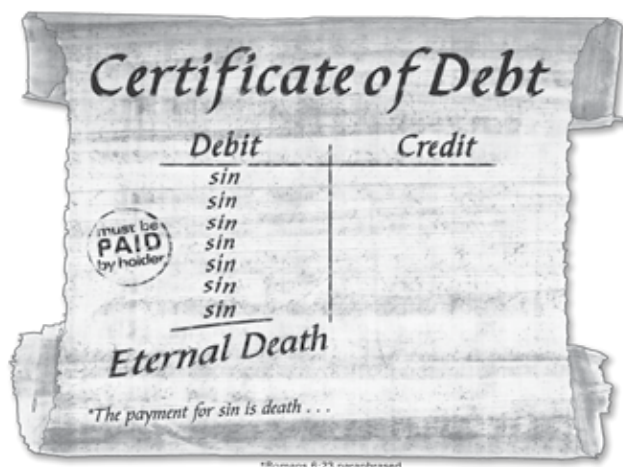 Certificate of Debt
Debit Credit
sin
sin
sin
must be
PAID
by holder
sin
sin
sin
sin
Eternal Death
*The payment for sin is death . . .
*Romans 6:23 paraphrased